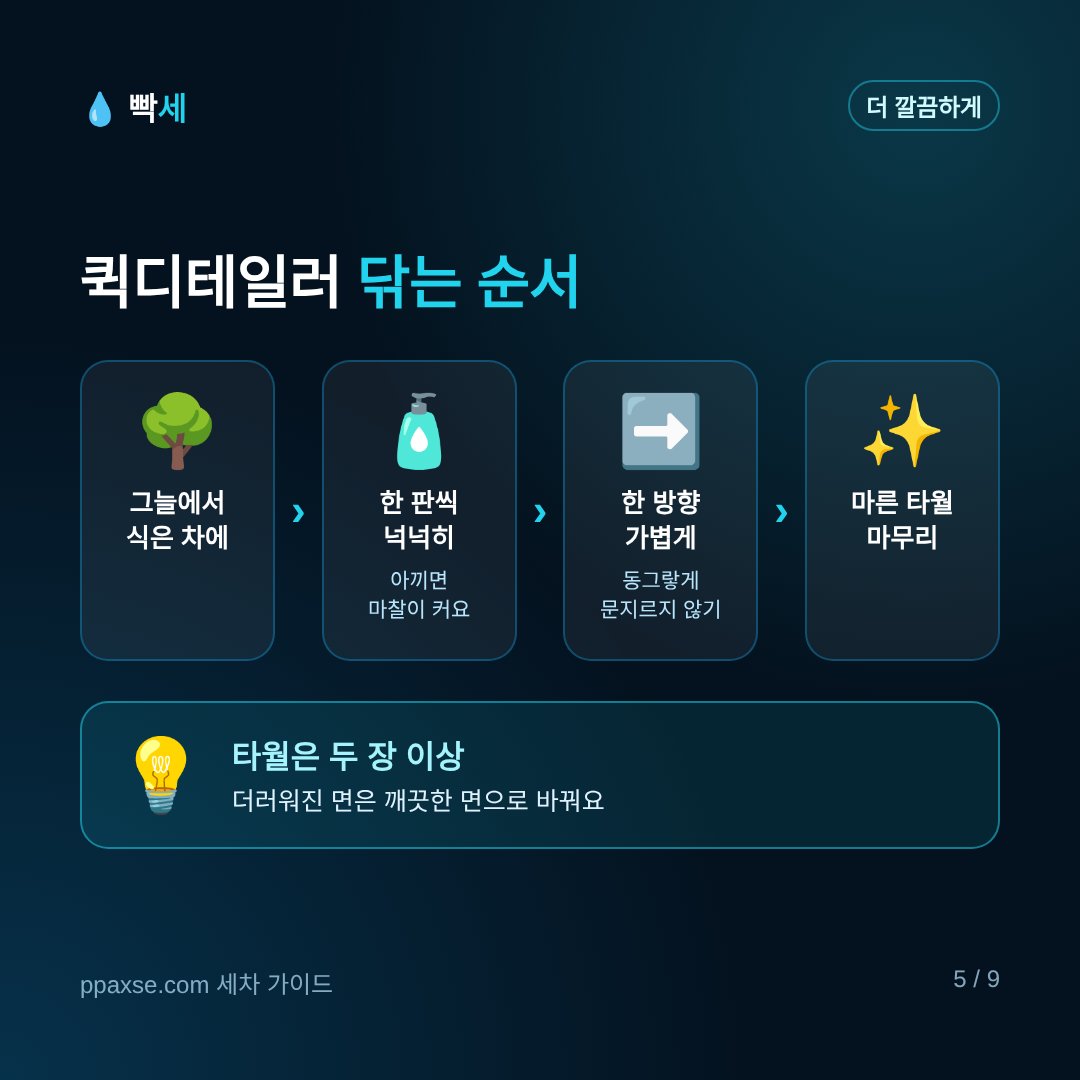 빡세
더 깔끔하게
퀵디테일러 닦는 순서
그늘에서
식은 차에
›
한 판씩
넉넉히
아끼면
마찰이 커요
›
한 방향
가볍게
동그랗게
문지르지 않기
›
마른 타월
마무리
타월은 두 장 이상
더러워진 면은 깨끗한 면으로 바꿔요
ppaxse.com 세차 가이드
5 / 9